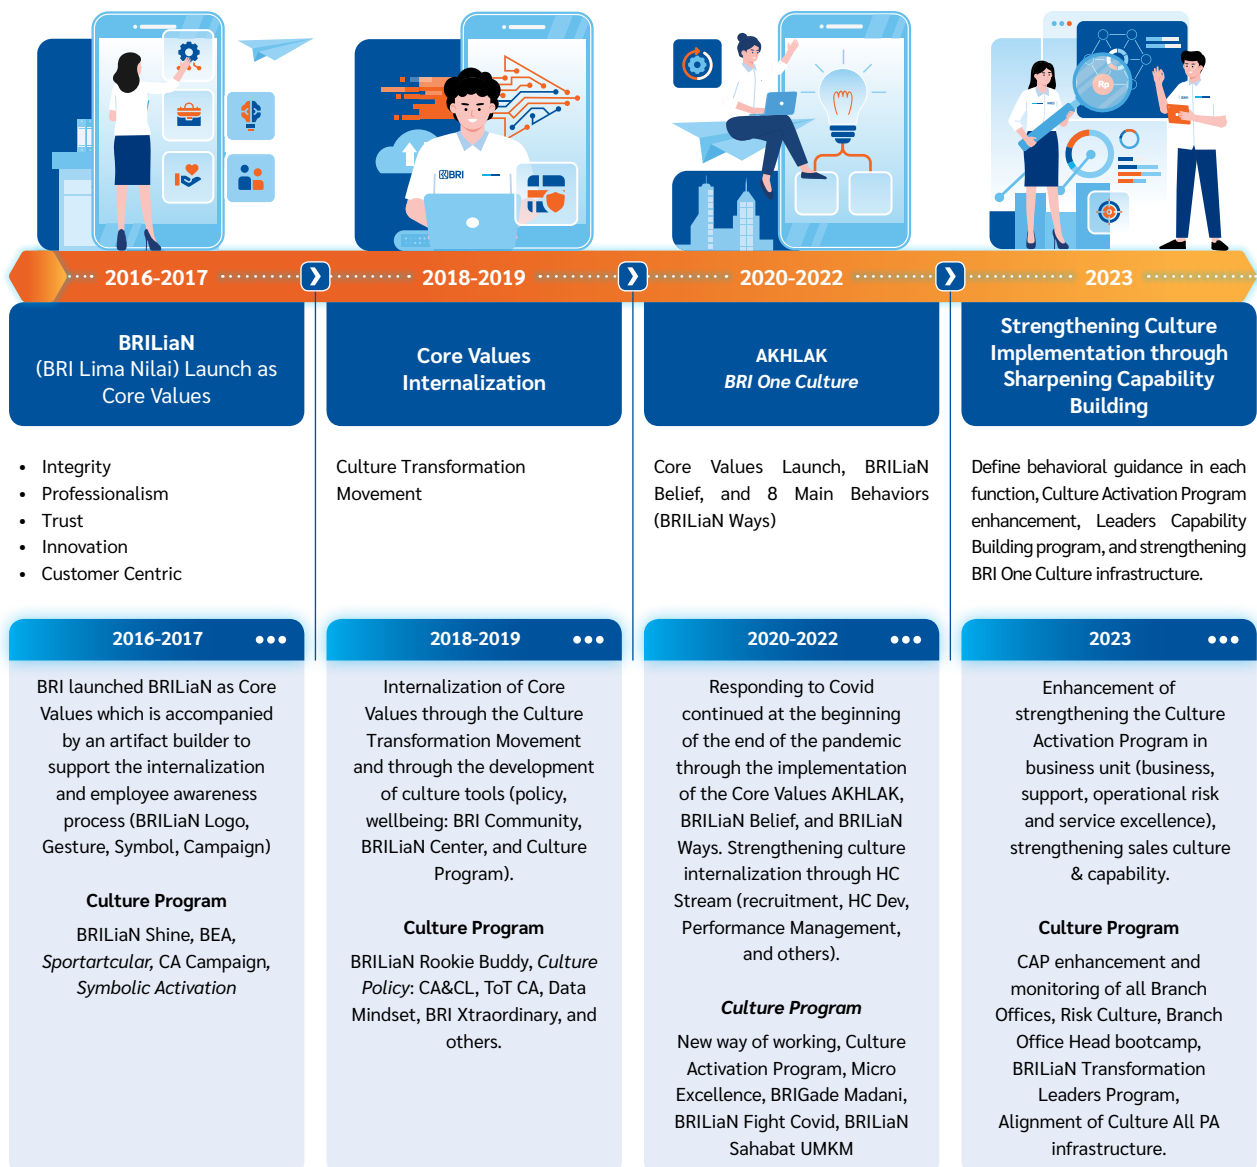 Rp
BRI
2016-2017
2018-2019
2020-2022
2023
BRILiaN
(BRI Lima Nilai) Launch as
Core Values
Core Values
Internalization
AKHLAK
BRI One Culture
Strengthening Culture
Implementation through
Sharpening Capability
Building
• Integrity
• Professionalism
• Trust
• Innovation
• Customer Centric
Culture Transformation
Movement
Core Values Launch, BRILiaN
Belief, and 8 Main Behaviors
(BRILiaN Ways)
Define behavioral guidance in each
function, Culture Activation Program
enhancement, Leaders Capability
Building program, and strengthening
BRI One Culture infrastructure.
2016-2017
BRI launched BRILiaN as Core
Values which is accompanied
by an artifact builder to
support the internalization
and employee awareness
process (BRILiaN Logo,
Gesture, Symbol, Campaign)
Culture Program
BRILiaN Shine, BEA,
Sportartcular, CA Campaign,
Symbolic Activation
2018-2019
Internalization of Core
Values through the Culture
Transformation Movement
and through the development
of culture tools (policy,
wellbeing: BRI Community,
BRILiaN Center, and Culture
Program).
Culture Program
BRILiaN Rookie Buddy, Culture
Policy: CA&CL, ToT CA, Data
Mindset, BRI Xtraordinary, and
others.
2020-2022
Responding to Covid
continued at the beginning
of the end of the pandemic
through the implementation
of the Core Values AKHLAK,
BRILiaN Belief, and BRILiaN
Ways. Strengthening culture
internalization through HC
Stream (recruitment, HC Dev,
Performance Management,
and others).
Culture Program
New way of working, Culture
Activation Program, Micro
Excellence, BRIGade Madani,
BRILiaN Fight Covid, BRILiaN
Sahabat UMKM
2023
Enhancement of
strengthening the Culture
Activation Program in
business unit (business,
support, operational risk
and service excellence),
strengthening sales culture
& capability.
Culture Program
CAP enhancement and
monitoring of all Branch
Offices, Risk Culture, Branch
Office Head bootcamp,
BRILiaN Transformation
Leaders Program,
Alignment of Culture All PA
infrastructure.